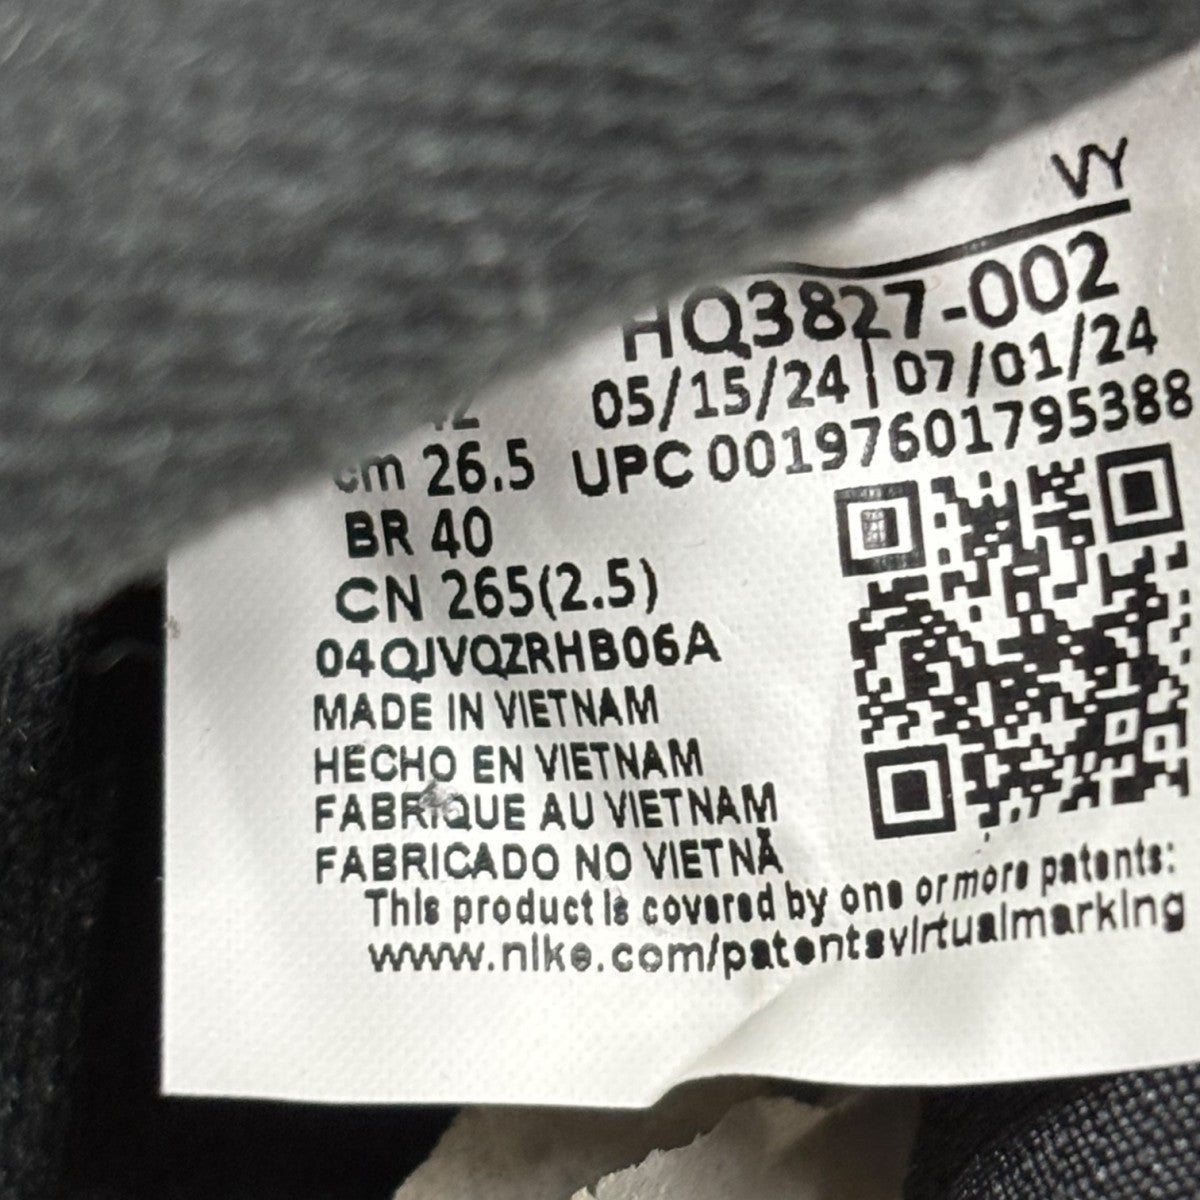 VY
HQ3827-002
05/15/24 | 07/01/24
cm 26.5 UPC 00197601795388
BR 40
CN 265(2.5)
04QJVQZRHB06A
MADE IN VIETNAM
HECHO EN VIETNAM
FABRIQUE AU VIETNAM
FABRICADO NO VIETNÃ
This product is covered by one or more patents:
www.nike.com/patentsvirtualmarking